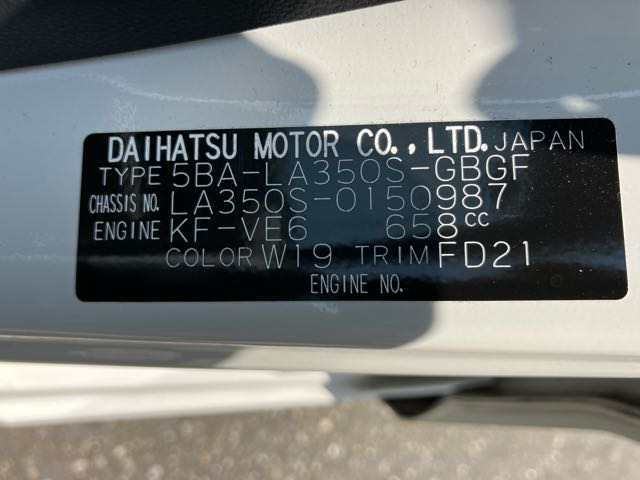 DAIHATSU MOTOR CO.,LTD. JAPAN
TYPE 5BA-LA350S-GBGF
CHASSIS NO. LA350S-0150987
ENGINE KF-VE6 658cc
COLOR W19 TRIM FD21
ENGINE NO.